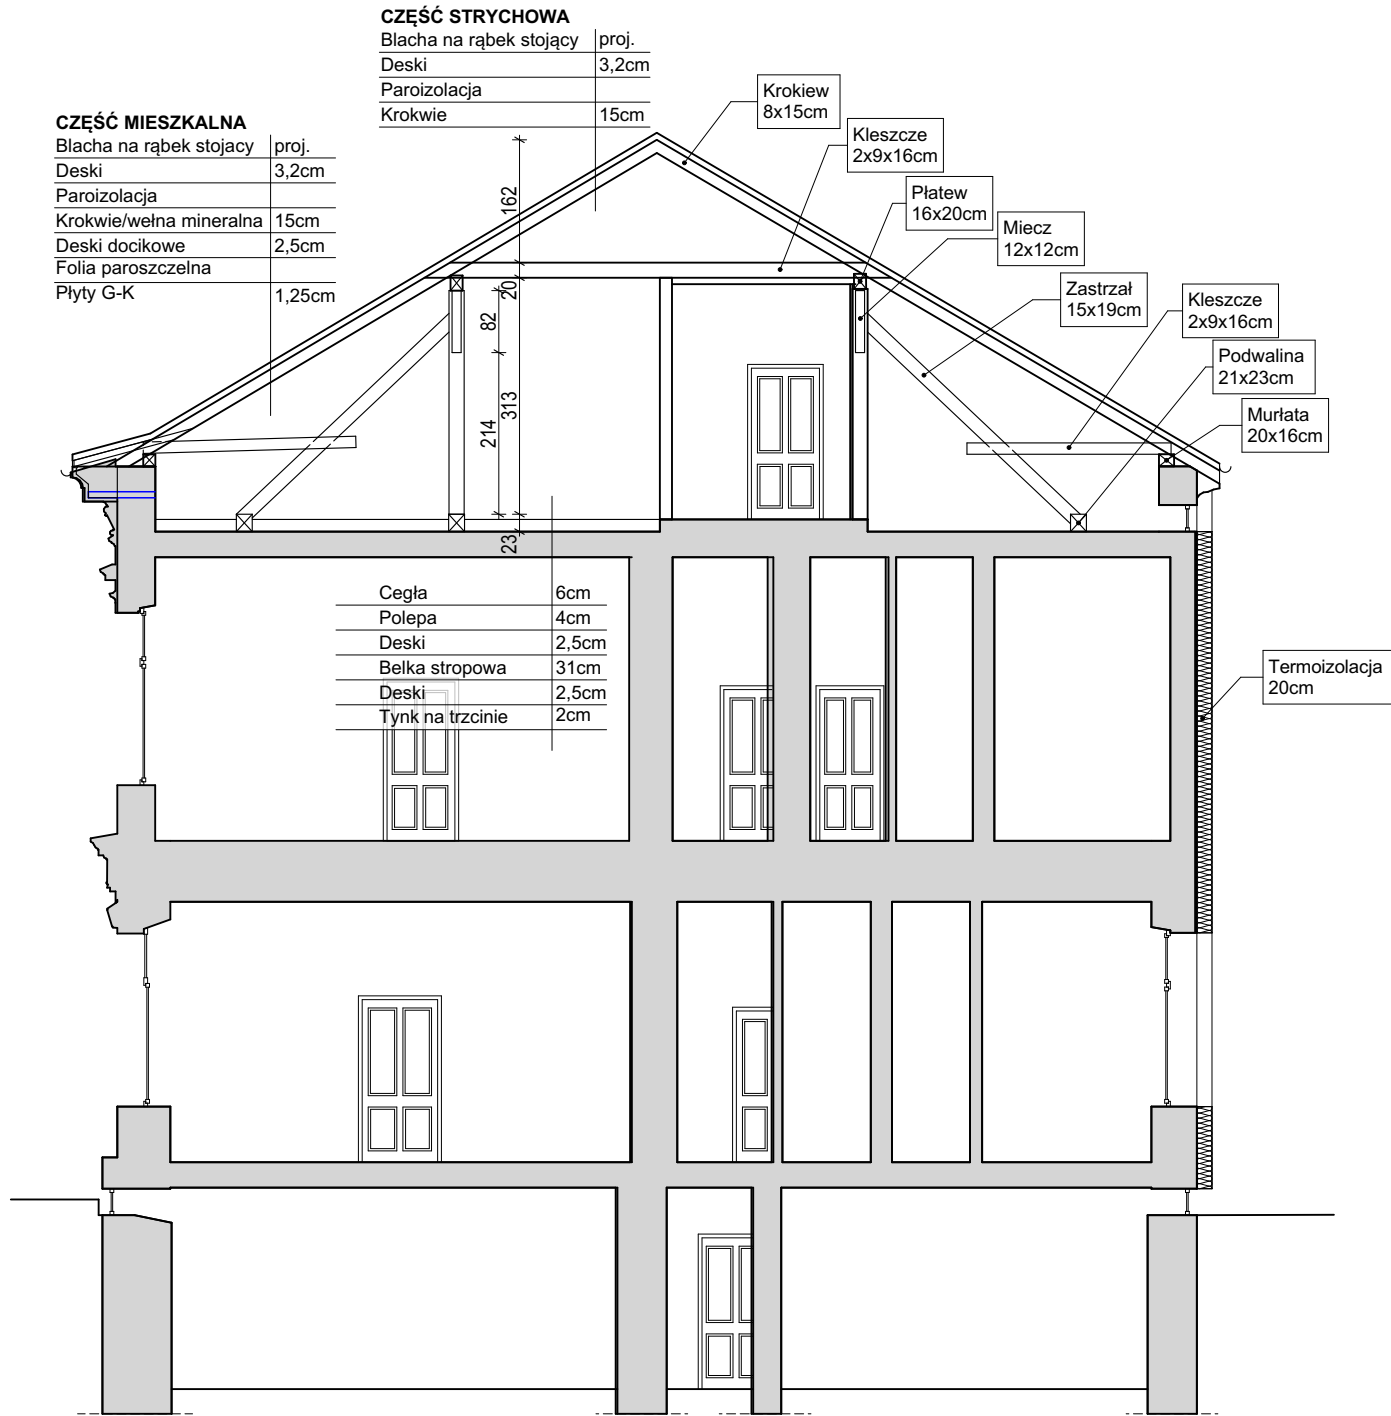 CZĘŚĆ STRYCHOWA
Blacha na rąbek stojący proj.
Deski 3,2cm
Paroizolacja
Krokwie 15cm
CZĘŚĆ MIESZKALNA
Blacha na rąbek stojacy proj.
Deski 3,2cm
Paroizolacja
Krokwie/wełna mineralna 15cm
Deski docikowe 2,5cm
Folia paroszczelna
Płyty G-K 1,25cm
Krokiew
8x15cm
Kleszcze
2x9x16cm
Płatew
16x20cm
Miecz
12x12cm
Zastrzał
15x19cm
Kleszcze
2x9x16cm
Podwalina
21x23cm
Murłata
20x16cm
162
20
82
313
214
23
Cegła 6cm
Polepa 4cm
Deski 2,5cm
Belka stropowa 31cm
Deski 2,5cm
Tynk na trzcinie 2cm
Termoizolacja
20cm